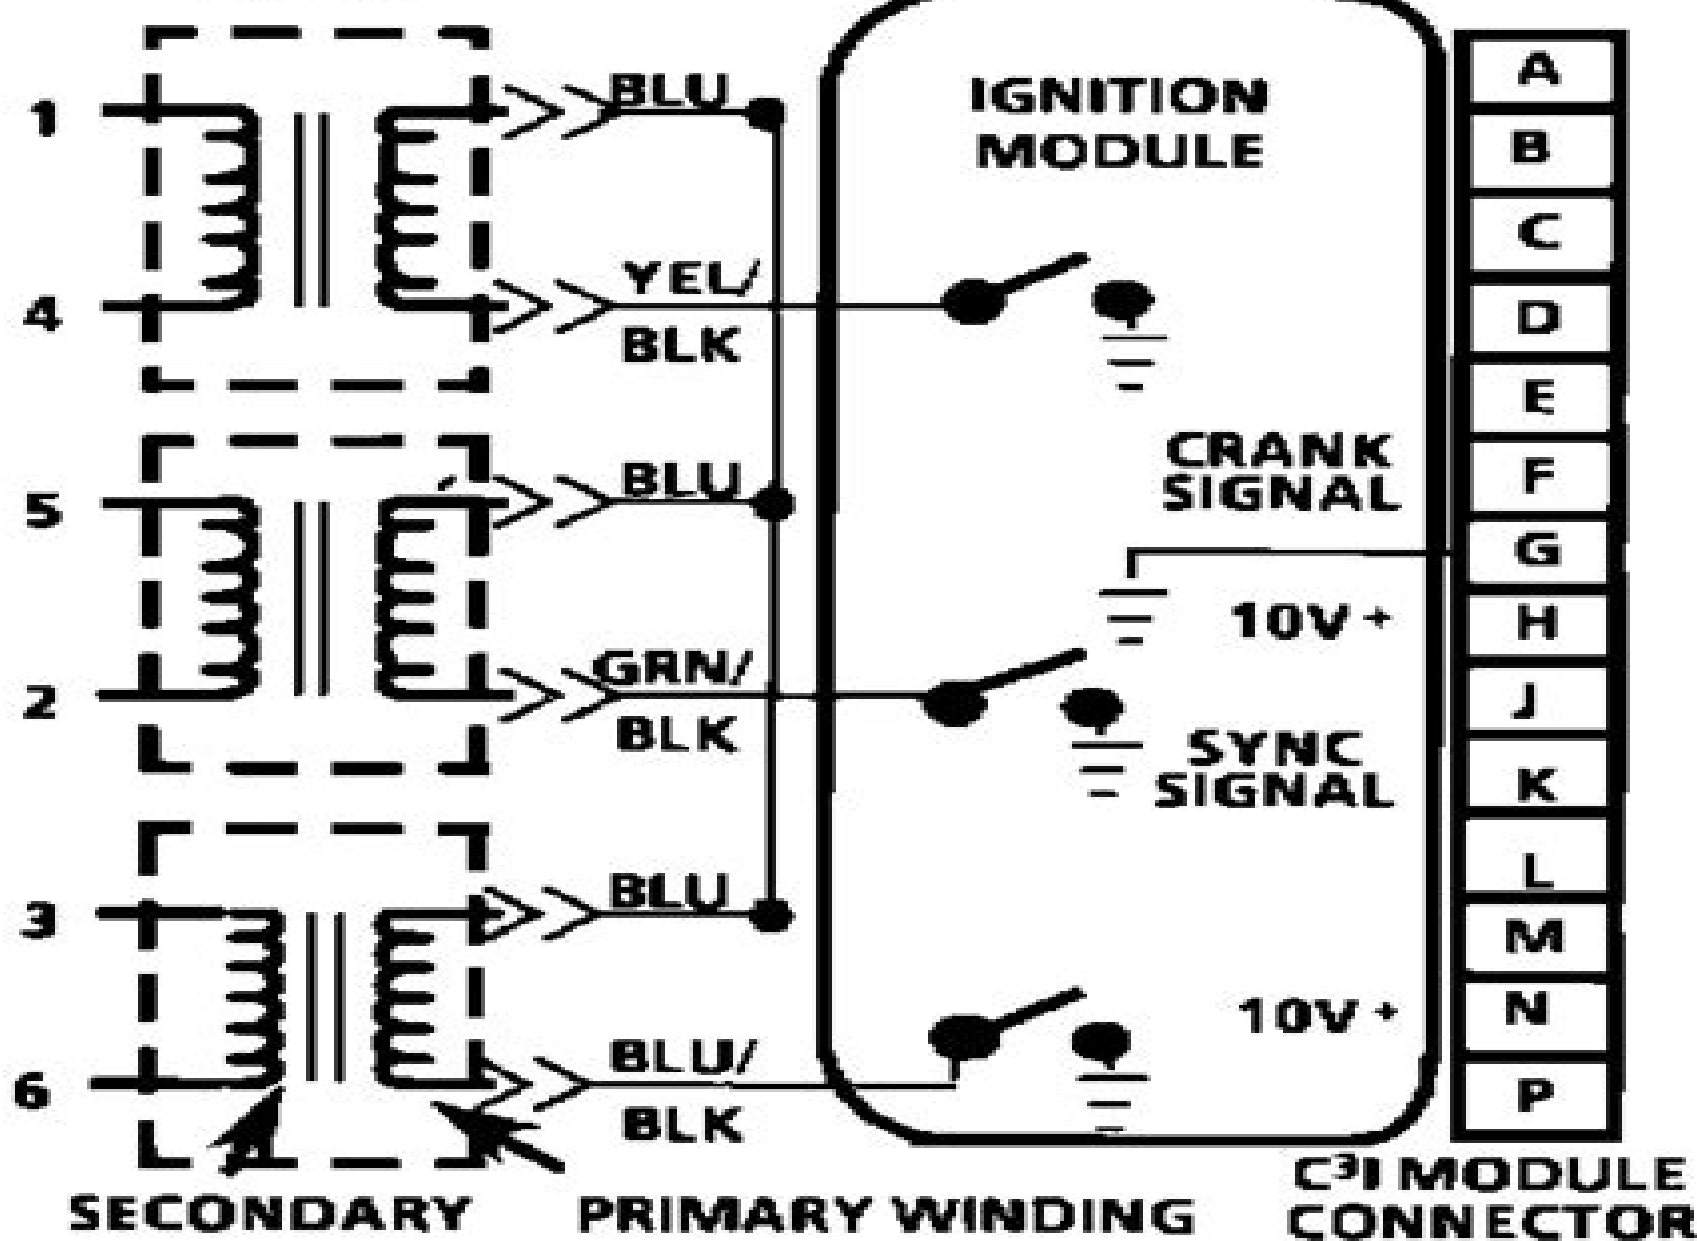 IGNITION
MODULE
1
BLU
4
YEL/
BLK
5
BLU
2
GRN/
BLK
3
BLU
6
BLU/
BLK
CRANK
SIGNAL
10V +
SYNC
SIGNAL
10V +
A
B
C
D
E
F
G
H
J
K
L
M
N
P
SECONDARY
PRIMARY WINDING
C³I MODULE
CONNECTOR